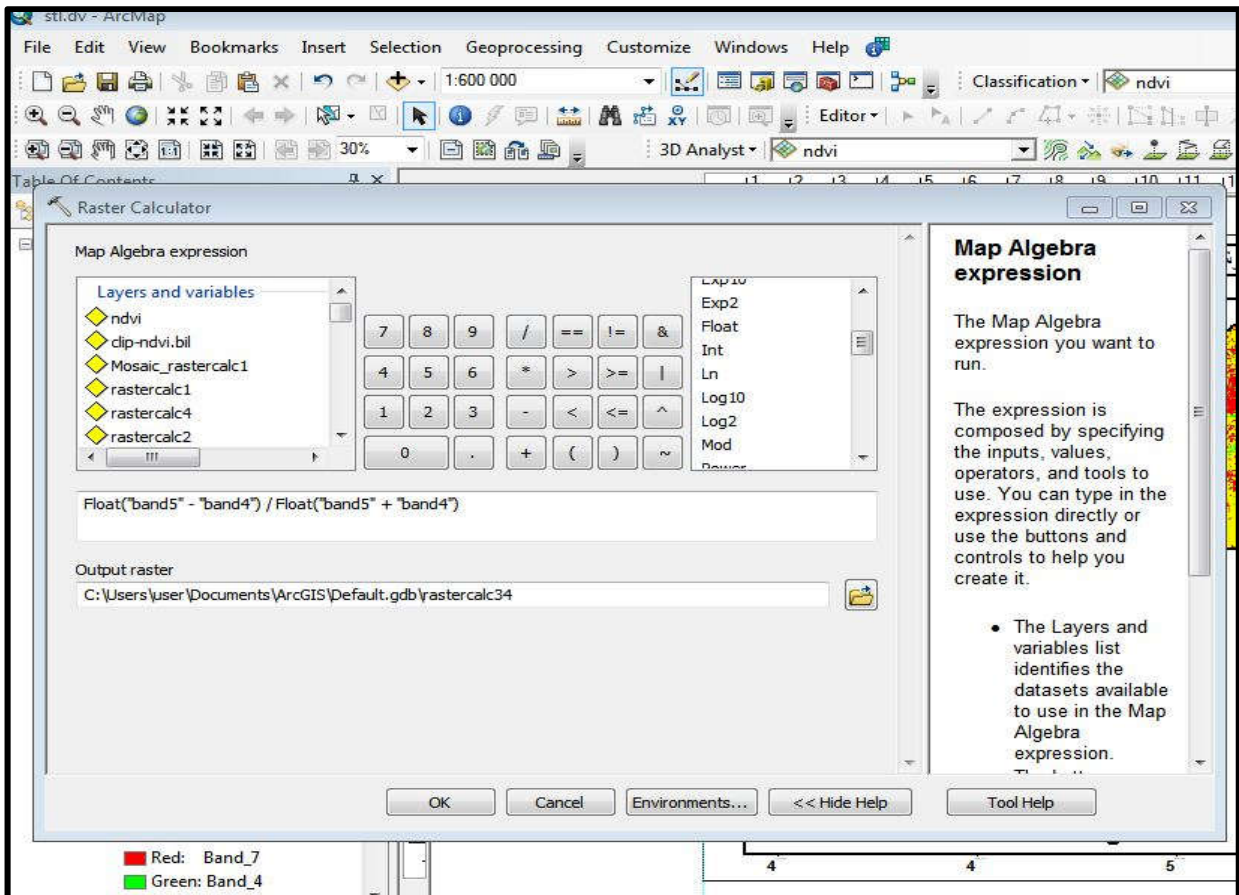 stl.dv - ArcMap
File Edit View Bookmarks Insert Selection Geoprocessing Customize Windows Help
1:600 000
Classification ndvi
Editor
30%
3D Analyst ndvi
Table Of Contents
Raster Calculator
Map Algebra expression
Layers and variables
ndvi
clip-ndvi.bil
Mosaic_rastercalc1
rastercalc1
rastercalc4
rastercalc2
7 8 9 / == != &
4 5 6 * > >= |
1 2 3 - < <= ^
0 . + ( ) ~
Exp10
Exp2
Float
Int
Ln
Log10
Log2
Mod
Power
Float("band5" - "band4") / Float("band5" + "band4")
Output raster
C:\Users\user\Documents\ArcGIS\Default.gdb\rastercalc34
OK Cancel Environments... << Hide Help Tool Help
Map Algebra
expression
The Map Algebra
expression you want to
run.
The expression is
composed by specifying
the inputs, values,
operators, and tools to
use. You can type in the
expression directly or
use the buttons and
controls to help you
create it.
• The Layers and
variables list
identifies the
datasets available
to use in the Map
Algebra
expression.
Red: Band_7
Green: Band_4
4 4 5